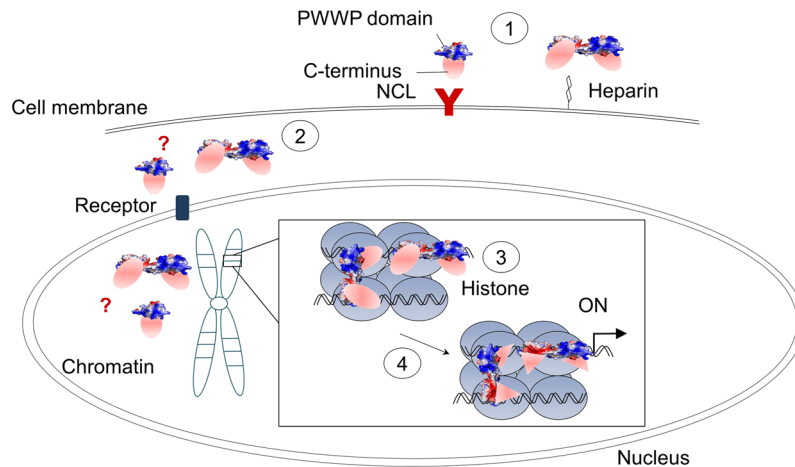 PWWP domain
1
C-terminus
NCL
Heparin
Cell membrane
2
?
Receptor
3
Histone
?
ON
Chromatin
4
Nucleus